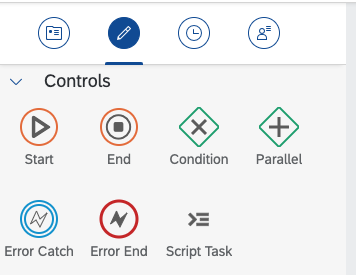 Controls
Start
End
Condition
Parallel
Error Catch
Error End
Script Task